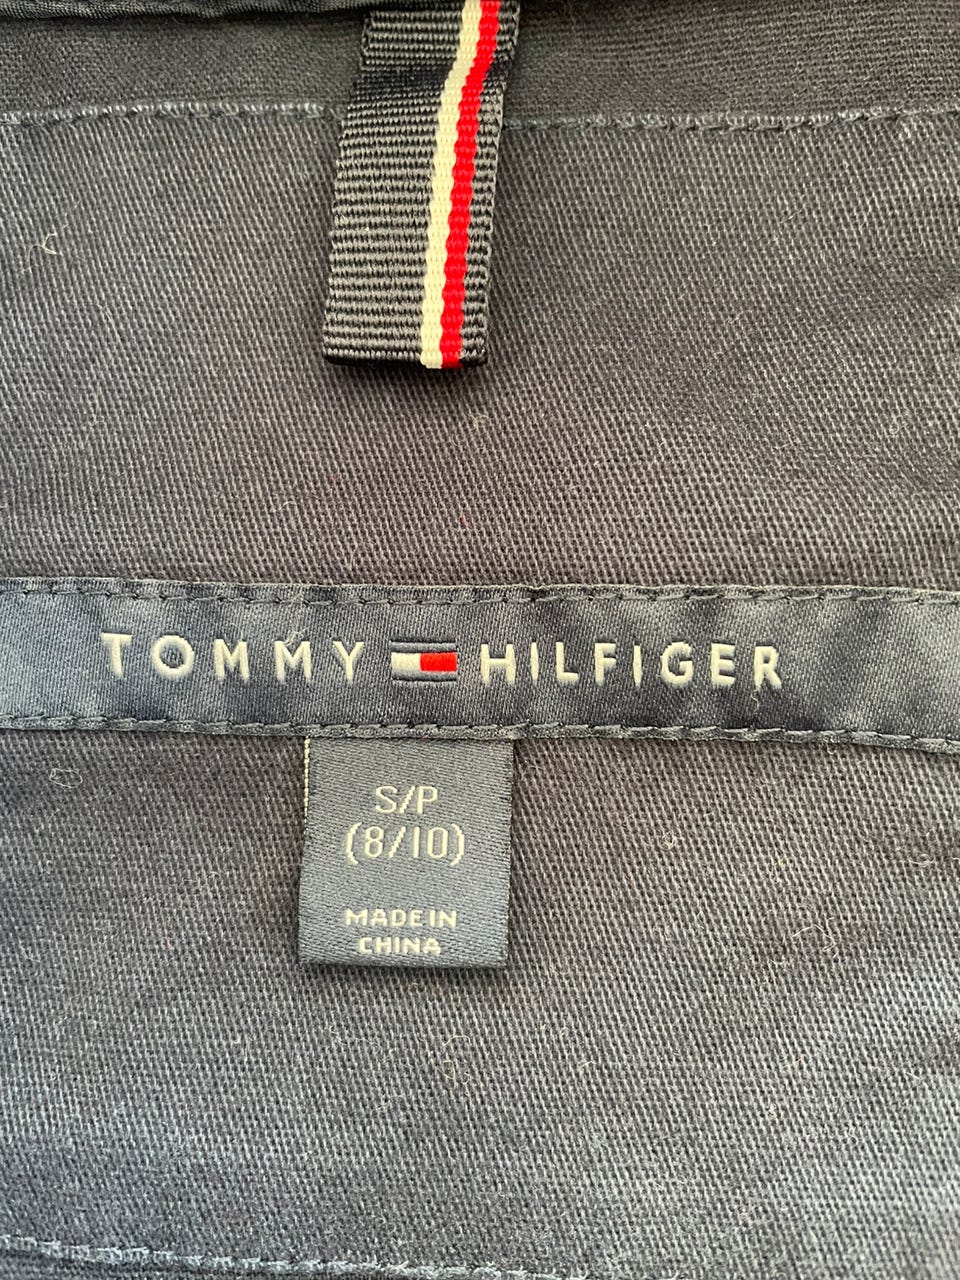 TOMMY HILFIGER
S/P
(8/10)
MADE IN
CHINA